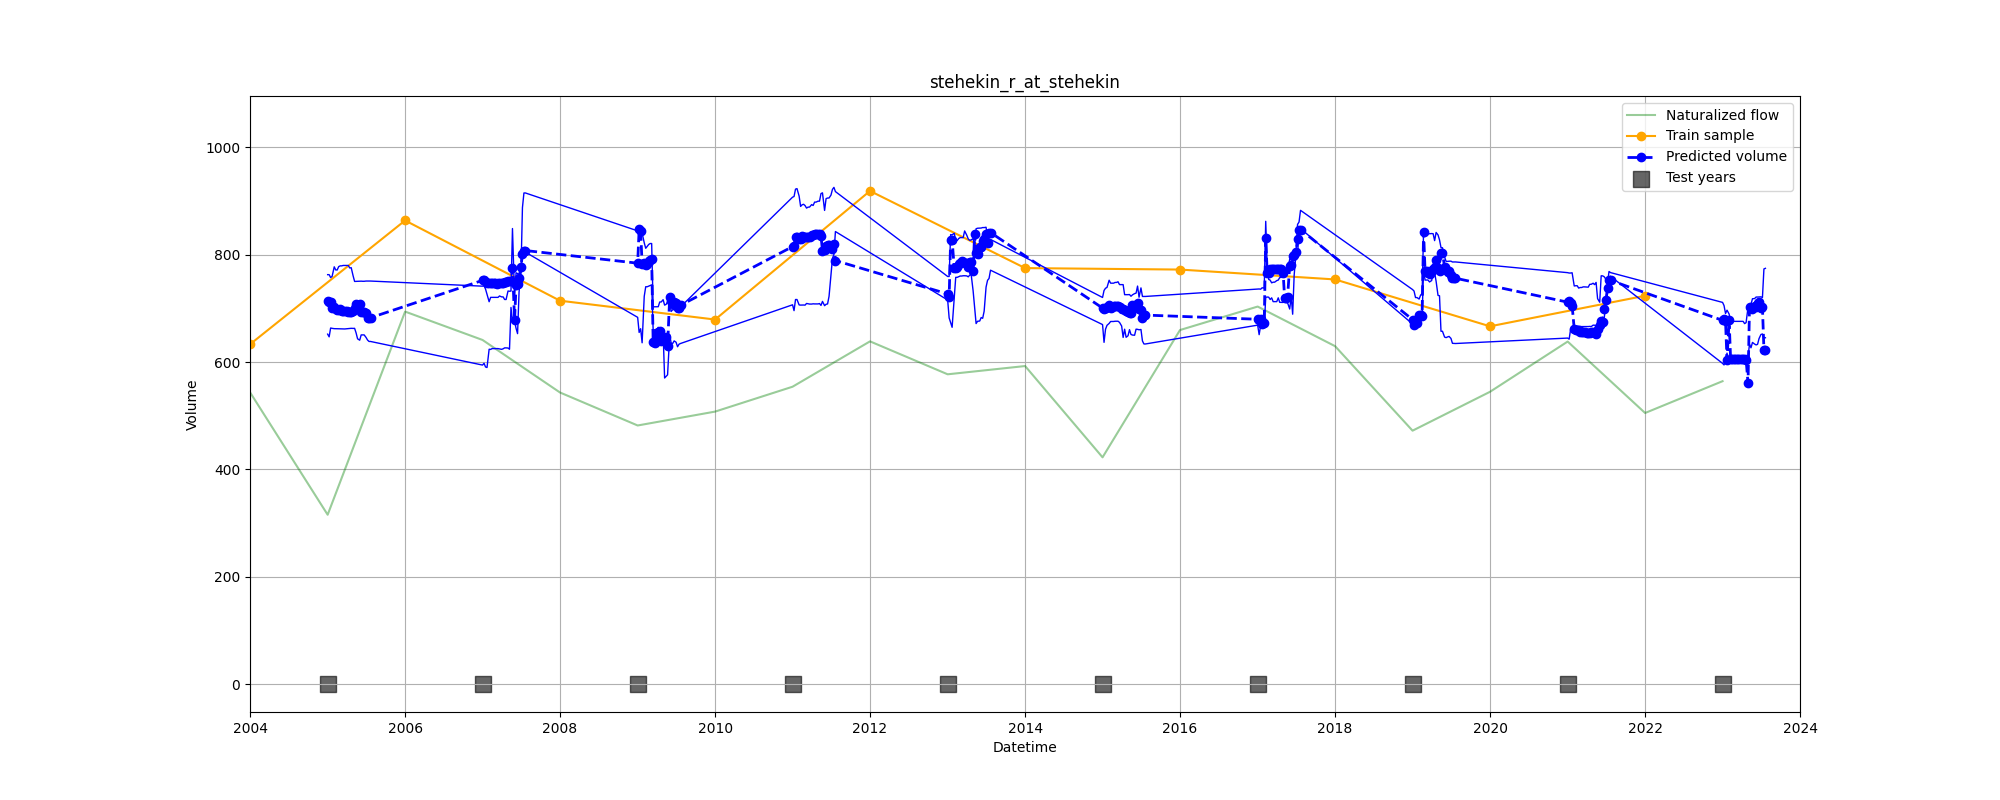 stehekin_r_at_stehekin
Naturalized flow
Train sample
Predicted volume
Test years
Volume
1000
800
600
400
200
0
2004 2006 2008 2010 2012 2014 2016 2018 2020 2022 2024
Datetime